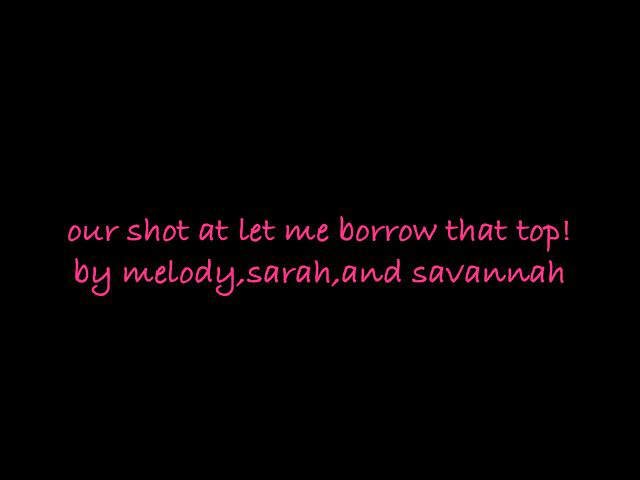 our shot at let me borrow that top!
by melody,sarah,and savannah